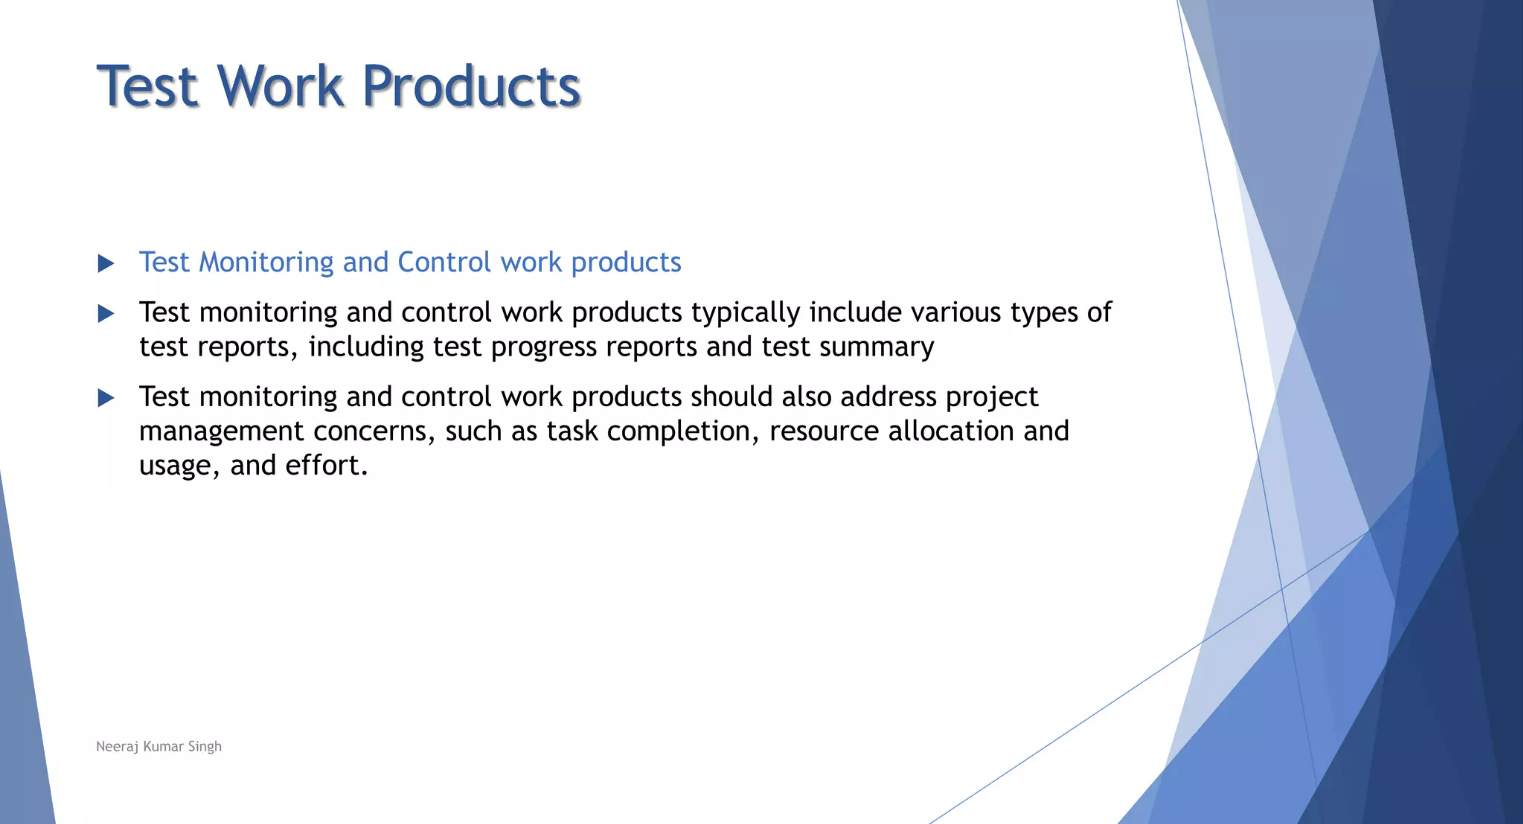 Test Work Products
Test Monitoring and Control work products
Test monitoring and control work products typically include various types of
test reports, including test progress reports and test summary
Test monitoring and control work products should also address project
management concerns, such as task completion, resource allocation and
usage, and effort.
Neeraj Kumar Singh